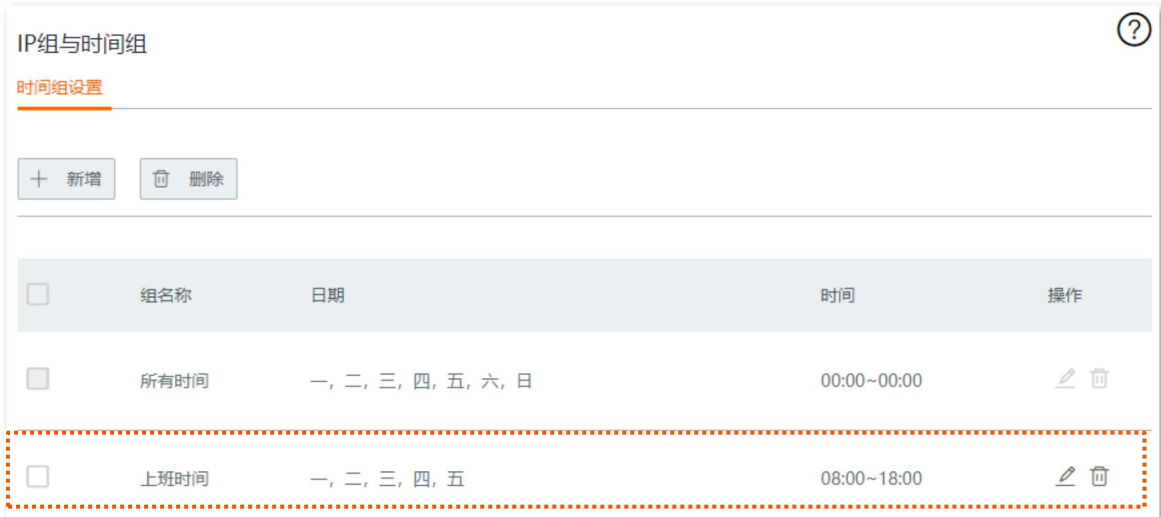 IP组与时间组
?
时间组设置
新增 删除
组名称 日期 时间 操作
所有时间 一, 二, 三, 四, 五, 六, 日 00:00~00:00
上班时间 一, 二, 三, 四, 五 08:00~18:00